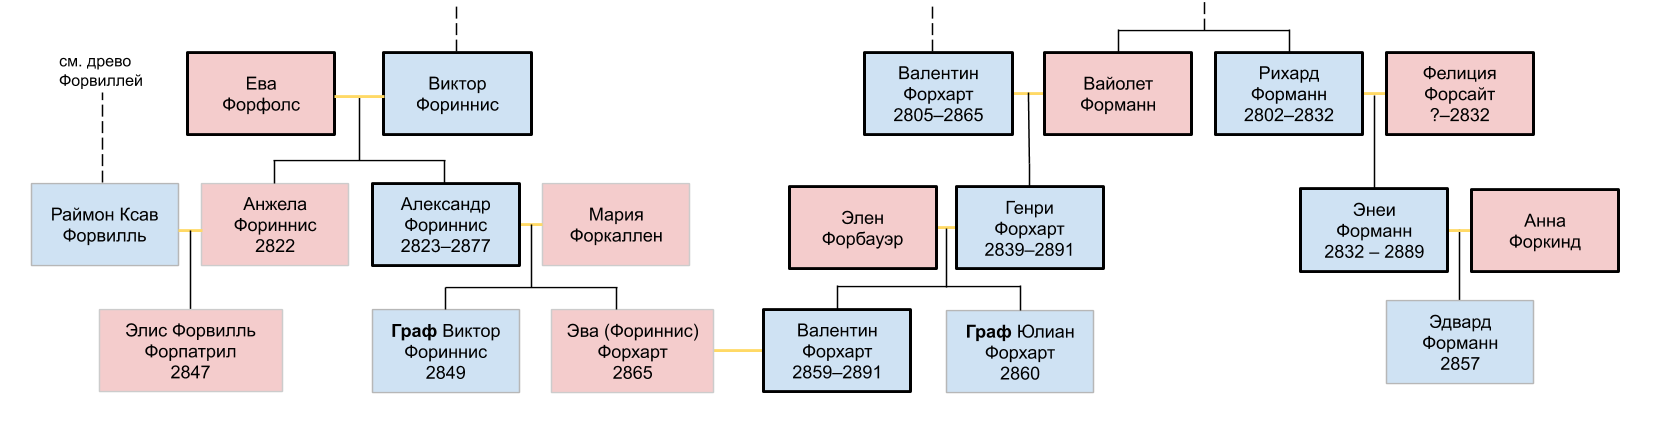 см. древо
Форвиллей
Ева
Форфолс
Виктор
Фориннис
Валентин
Форхарт
2805–2865
Вайолет
Форманн
Рихард
Форманн
2802–2832
Фелиция
Форсайт
?–2832
Раймон Ксав
Форвилль
Анжела
Фориннис
2822
Александр
Фориннис
2823–2877
Мария
Форкаллен
Элен
Форбауэр
Генри
Форхарт
2839–2891
Энеи
Форманн
2832 – 2889
Анна
Форкинд
Элис Форвилль
Форпатрил
2847
Граф Виктор
Фориннис
2849
Эва (Фориннис)
Форхарт
2865
Валентин
Форхарт
2859–2891
Граф Юлиан
Форхарт
2860
Эдвард
Форманн
2857